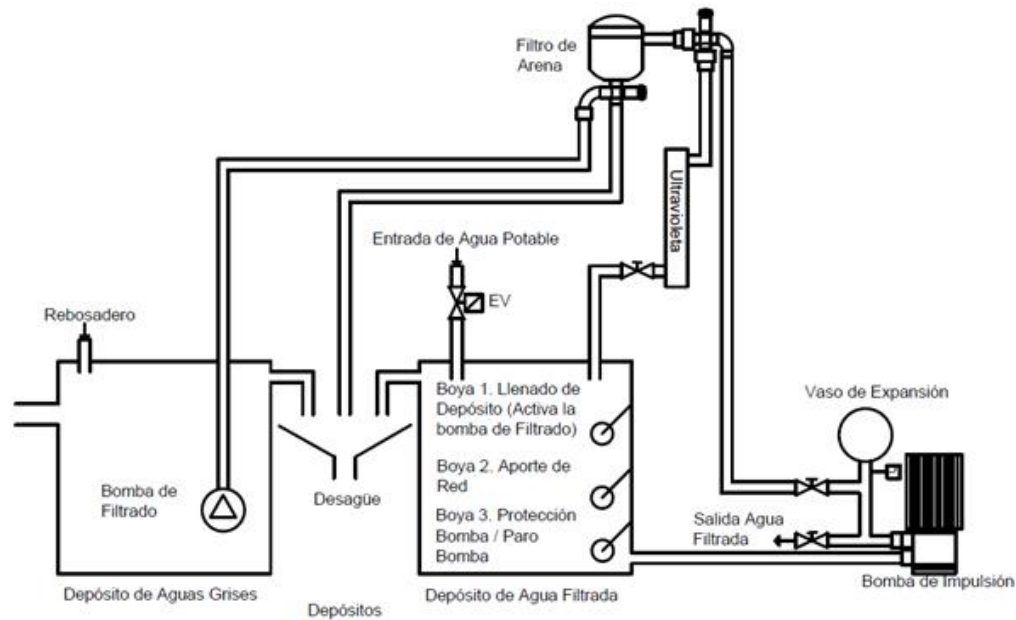 Filtro de
Arena
Ultravioleta
Entrada de Agua Potable
EV
Rebosadero
Boya 1. Llenado de
Depósito (Activa la
bomba de Filtrado)
Boya 2. Aporte de
Red
Boya 3. Protección
Bomba / Paro
Bomba
Vaso de Expansión
Bomba de
Filtrado
Desagüe
Salida Agua
Filtrada
Bomba de Impulsión
Depósito de Aguas Grises
Depósitos
Depósito de Agua Filtrada